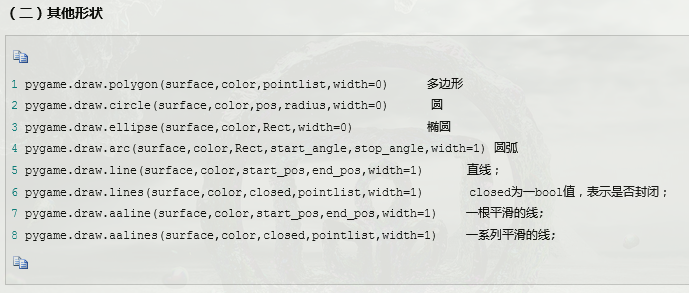 （二）其他形状
1 pygame.draw.polygon(surface,color,pointlist,width=0) 多边形
2 pygame.draw.circle(surface,color,pos,radius,width=0) 圆
3 pygame.draw.ellipse(surface,color,Rect,width=0) 椭圆
4 pygame.draw.arc(surface,color,Rect,start_angle,stop_angle,width=1) 圆弧
5 pygame.draw.line(surface,color,start_pos,end_pos,width=1) 直线；
6 pygame.draw.lines(surface,color,closed,pointlist,width=1) closed为一bool值，表示是否封闭；
7 pygame.draw.aaline(surface,color,start_pos,end_pos,width=1) 一根平滑的线;
8 pygame.draw.aalines(surface,color,closed,pointlist,width=1) 一系列平滑的线;